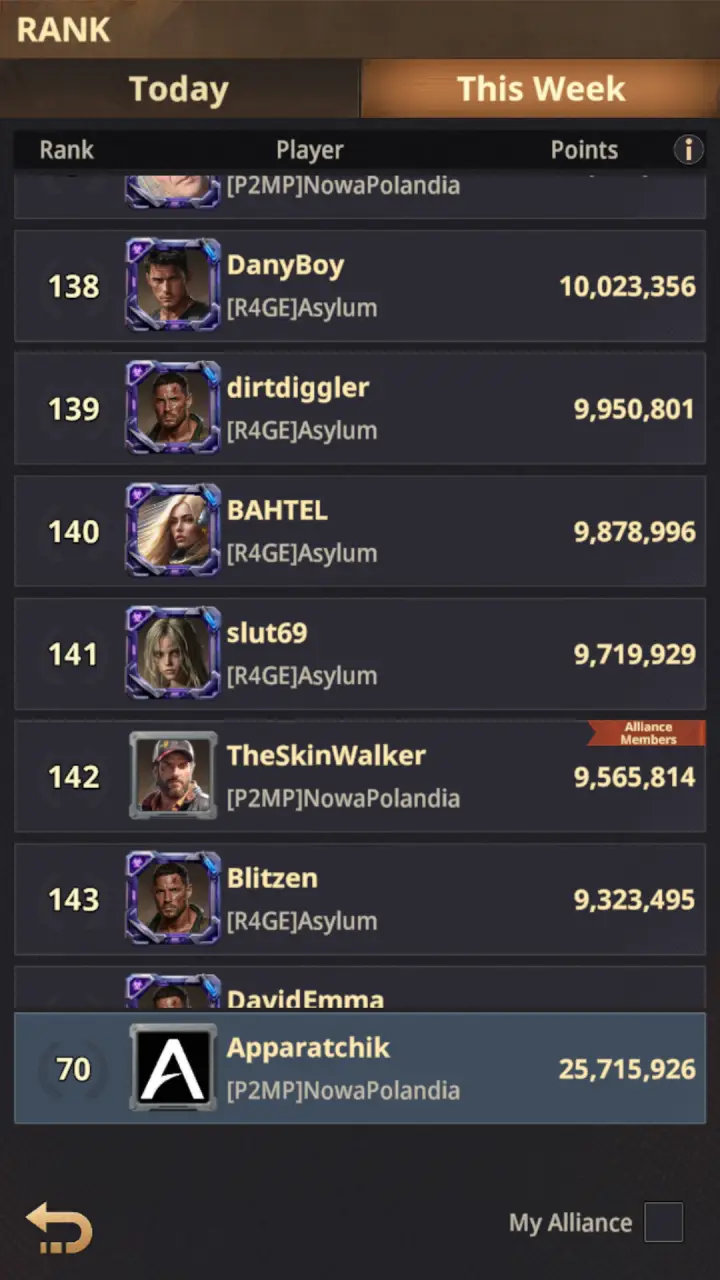 RANK
Today
This Week
Rank Player Points i
[P2MP]NowaPolandia
138 DanyBoy 10,023,356
[R4GE]Asylum
139 dirtdiggler 9,950,801
[R4GE]Asylum
140 BAHTEL 9,878,996
[R4GE]Asylum
141 slut69 9,719,929
[R4GE]Asylum
Alliance
Members
142 TheSkinWalker 9,565,814
[P2MP]NowaPolandia
143 Blitzen 9,323,495
[R4GE]Asylum
DavidEmma
70 Apparatchik 25,715,926
[P2MP]NowaPolandia
My Alliance